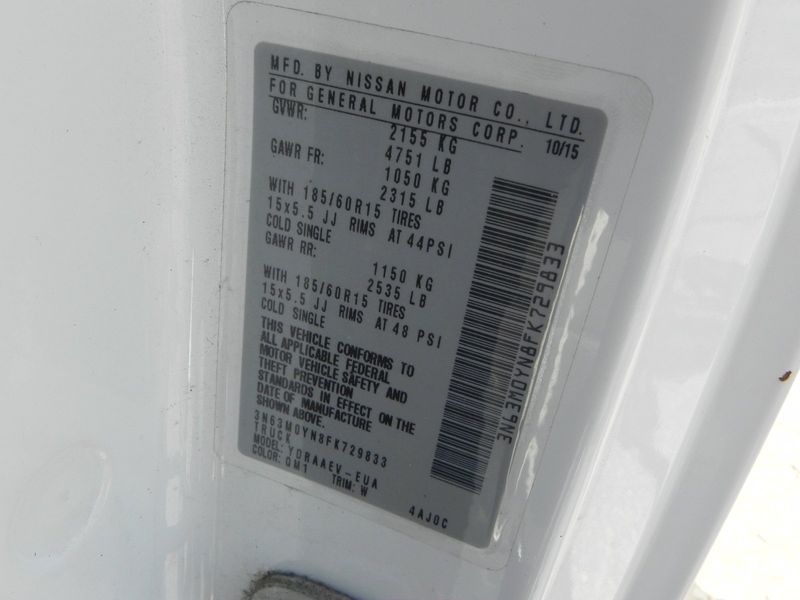 MFD. BY NISSAN MOTOR CO., LTD.
FOR GENERAL MOTORS CORP. 10/15
GVWR: 2155 KG
4751 LB
GAWR FR: 1050 KG
2315 LB
WITH 185/60R15 TIRES
15x5.5 JJ RIMS AT 44PSI
COLD SINGLE
GAWR RR: 1150 KG
2535 LB
WITH 185/60R15 TIRES
15x5.5 JJ RIMS AT 48 PSI
COLD SINGLE
THIS VEHICLE CONFORMS TO
ALL APPLICABLE FEDERAL
MOTOR VEHICLE SAFETY AND
THEFT PREVENTION
STANDARDS IN EFFECT ON THE
DATE OF MANUFACTURE
SHOWN ABOVE.
3N63M0YN8FK729833
TRUCK
MODEL: YDRAAEV-EUA
COLOR: QM1 TRIM: W
4AJ0C
3N63M0YN8FK729833